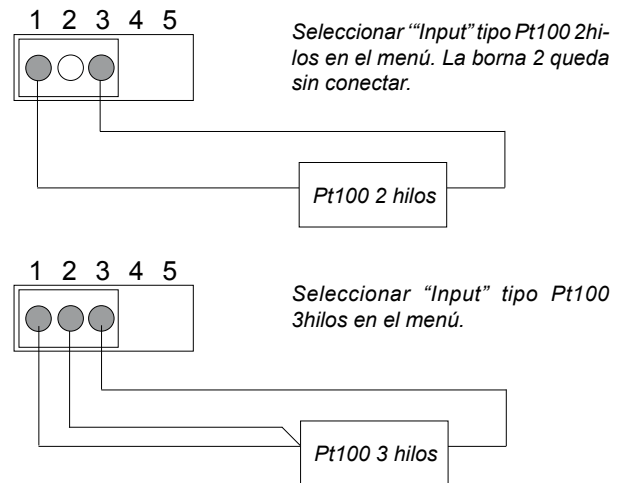 1 2 3 4 5
Seleccionar “"Input” tipo Pt100 2hi-
los en el menú. La borna 2 queda
sin conectar.
Pt100 2 hilos
1 2 3 4 5
Seleccionar “Input” tipo Pt100
3hilos en el menú.
Pt100 3 hilos